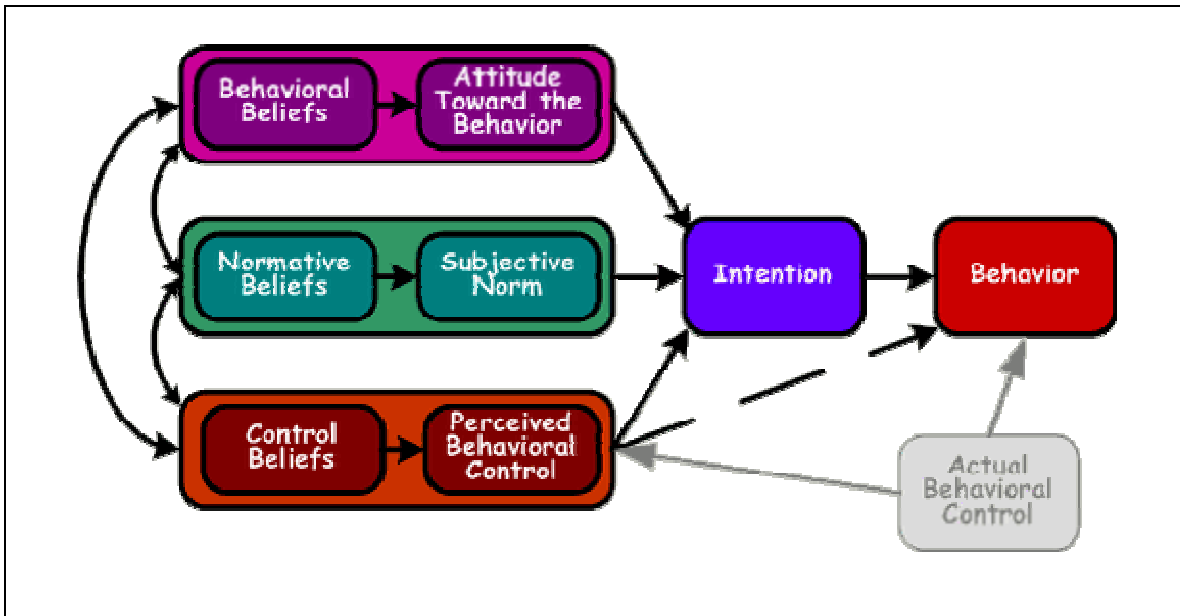 Behavioral
Beliefs
Attitude
Toward the
Behavior
Normative
Beliefs
Subjective
Norm
Intention
Behavior
Control
Beliefs
Perceived
Behavioral
Control
Actual
Behavioral
Control